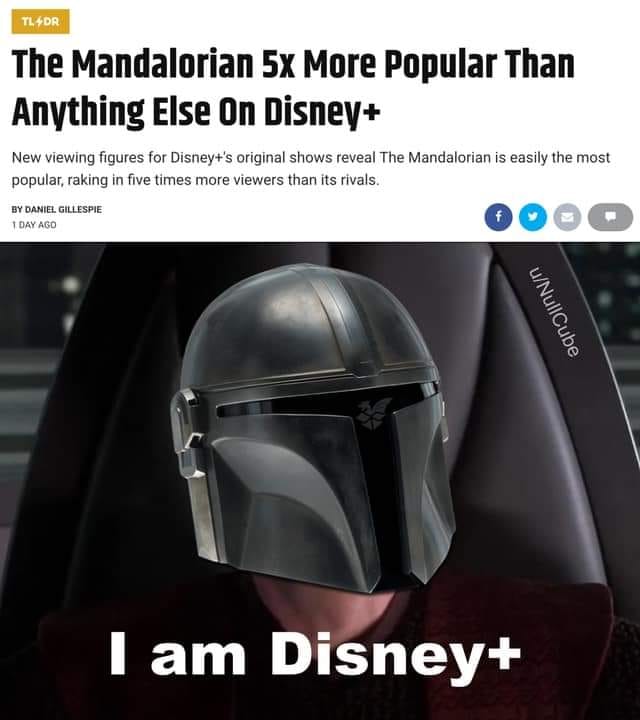 TL⚡DR
The Mandalorian 5x More Popular Than
Anything Else On Disney+
New viewing figures for Disney+'s original shows reveal The Mandalorian is easily the most
popular, raking in five times more viewers than its rivals.
BY DANIEL GILLESPIE
1 DAY AGO
f
u/NullCube
I am Disney+